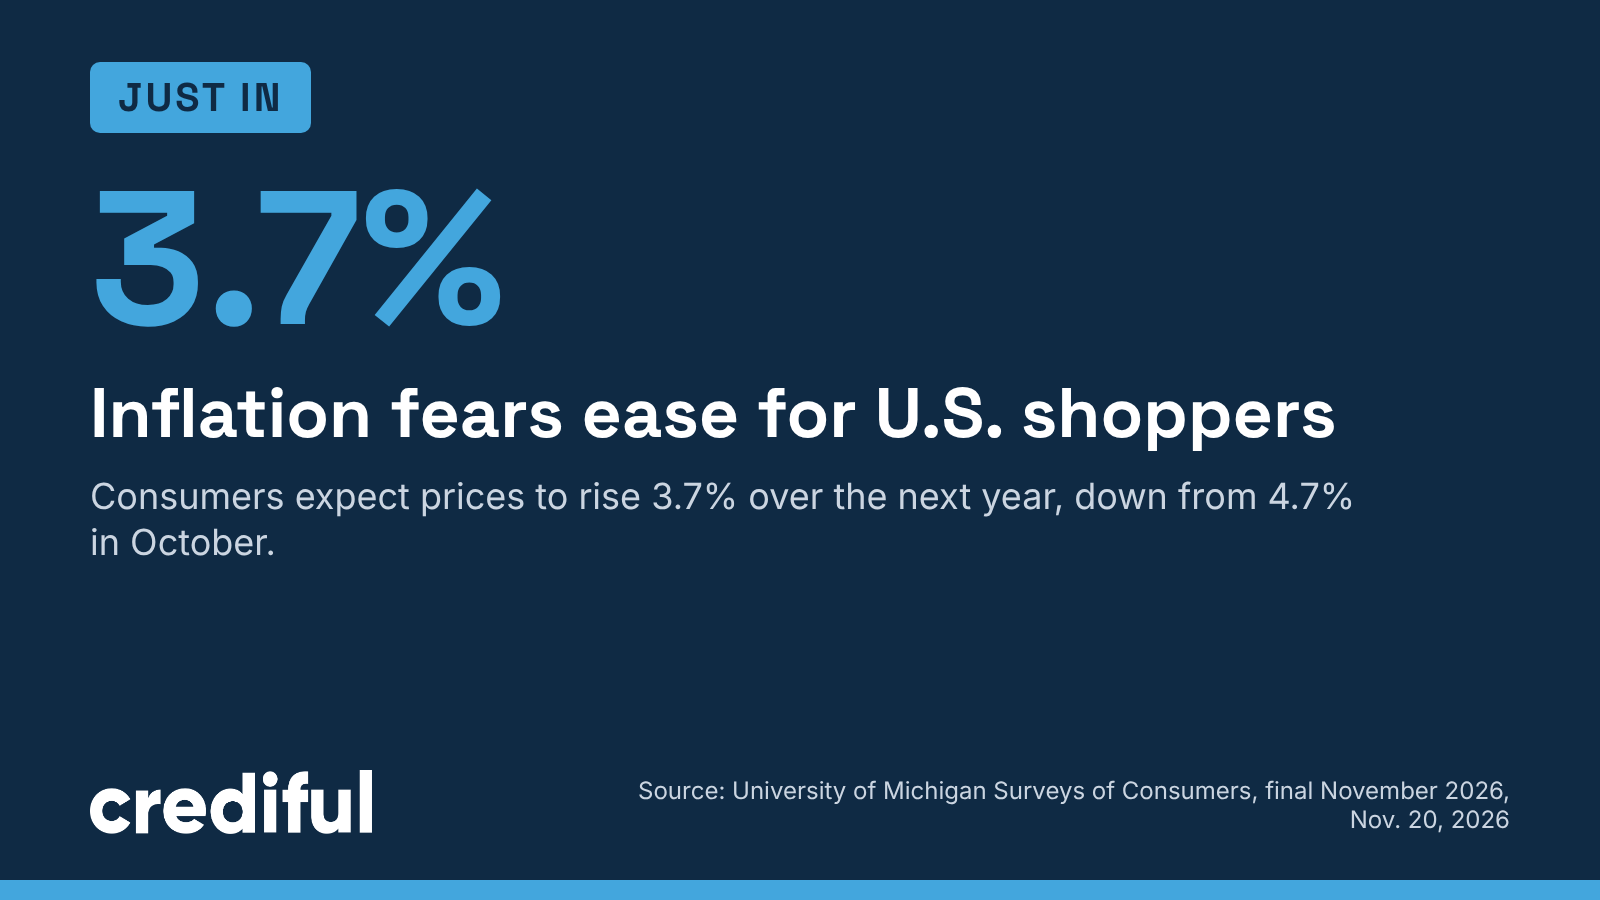 JUST IN
3.7%
Inflation fears ease for U.S. shoppers
Consumers expect prices to rise 3.7% over the next year, down from 4.7%
in October.
crediful
Source: University of Michigan Surveys of Consumers, final November 2026,
Nov. 20, 2026